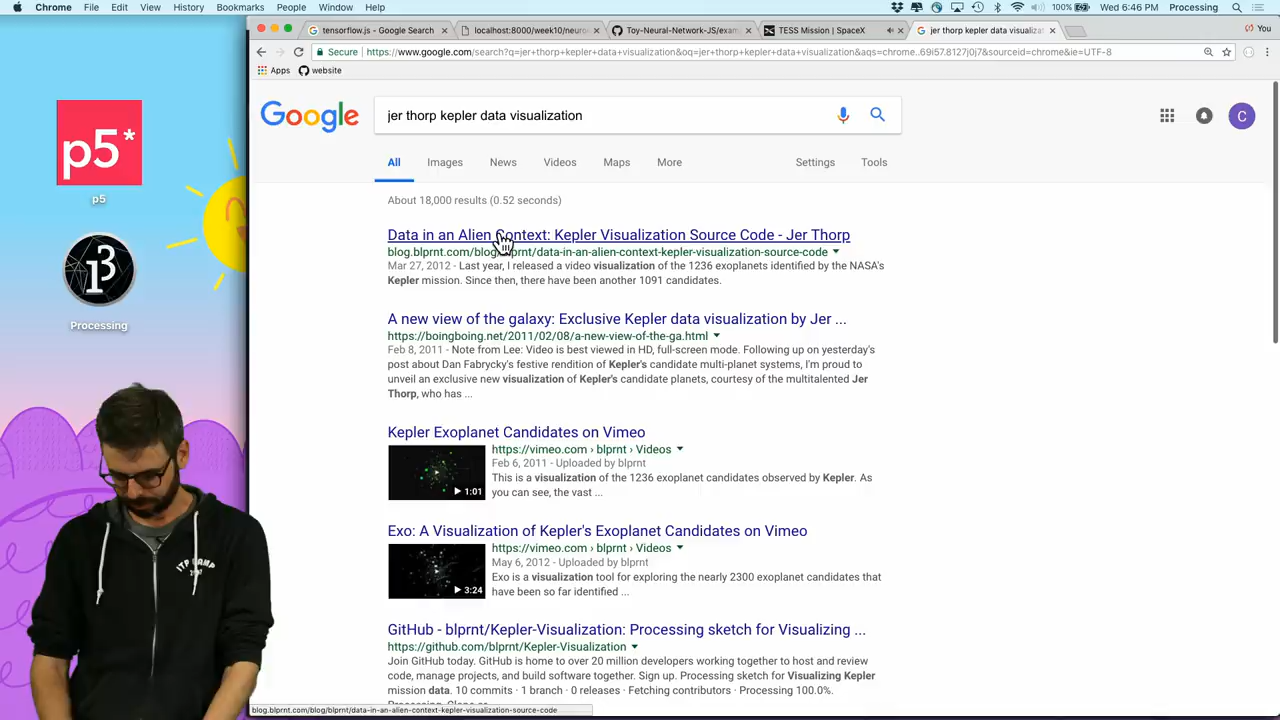 Chrome File Edit View History Bookmarks People Window Help 100% Wed 6:46 PM Processing
tensorflow.js - Google Search localhost:8000/week10/neuro Toy-Neural-Network-JS/exam TESS Mission | SpaceX jer thorp kepler data visualiza You
Secure https://www.google.com/search?q=jer+thorp+kepler+data+visualization&oq=jer+thorp+kepler+data+visualization&aqs=chrome..69i57.8127j0j7&sourceid=chrome&ie=UTF-8
Apps website
p5*
p5
Processing
Google jer thorp kepler data visualization C
All Images News Videos Maps More Settings Tools
About 18,000 results (0.52 seconds)
Data in an Alien Context: Kepler Visualization Source Code - Jer Thorp
blog.blprnt.com/blog/blprnt/data-in-an-alien-context-kepler-visualization-source-code
Mar 27, 2012 - Last year, I released a video visualization of the 1236 exoplanets identified by the NASA's
Kepler mission. Since then, there have been another 1091 candidates.
A new view of the galaxy: Exclusive Kepler data visualization by Jer ...
https://boingboing.net/2011/02/08/a-new-view-of-the-ga.html
Feb 8, 2011 - Note from Lee: Video is best viewed in HD, full-screen mode. Following up on yesterday's
post about Dan Fabrycky's festive rendition of Kepler's candidate multi-planet systems, I'm proud to
unveil an exclusive new visualization of Kepler's candidate planets, courtesy of the multitalented Jer
Thorp, who has ...
Kepler Exoplanet Candidates on Vimeo
https://vimeo.com › blprnt › Videos
Feb 6, 2011 - Uploaded by blprnt
This is a visualization of the 1236 exoplanet candidates observed by Kepler. As
you can see, the vast ...
1:01
Exo: A Visualization of Kepler's Exoplanet Candidates on Vimeo
https://vimeo.com › blprnt › Videos
May 6, 2012 - Uploaded by blprnt
Exo is a visualization tool for exploring the nearly 2300 exoplanet candidates that
have been so far identified ...
3:24
GitHub - blprnt/Kepler-Visualization: Processing sketch for Visualizing ...
https://github.com/blprnt/Kepler-Visualization
Join GitHub today. GitHub is home to over 20 million developers working together to host and review
code, manage projects, and build software together. Sign up. Processing sketch for Visualizing Kepler
mission data. 10 commits · 1 branch · 0 releases · Fetching contributors · Processing 100.0%.
blog.blprnt.com/blog/blprnt/data-in-an-alien-context-kepler-visualization-source-code
ITP CAMP